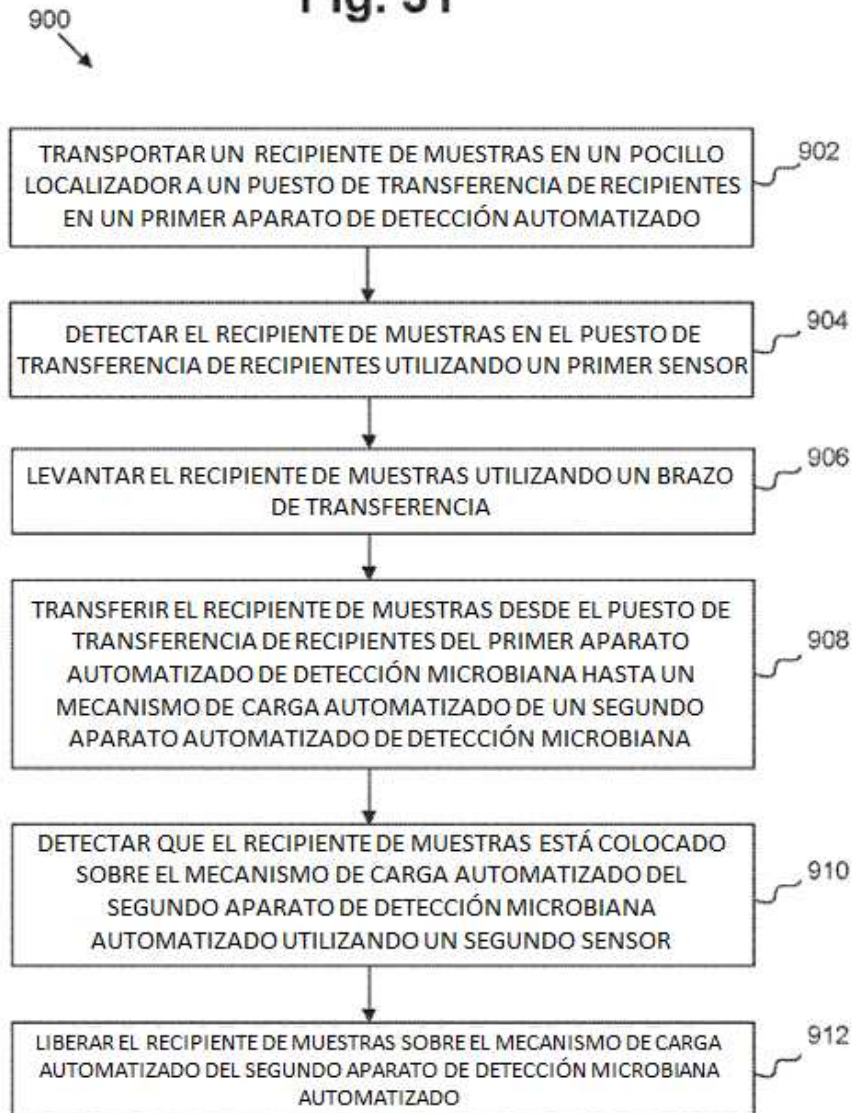 Fig. 31
900
TRANSPORTAR UN RECIPIENTE DE MUESTRAS EN UN POCILLO
LOCALIZADOR A UN PUESTO DE TRANSFERENCIA DE RECIPIENTES
EN UN PRIMER APARATO DE DETECCIÓN AUTOMATIZADO
902
DETECTAR EL RECIPIENTE DE MUESTRAS EN EL PUESTO DE
TRANSFERENCIA DE RECIPIENTES UTILIZANDO UN PRIMER SENSOR
904
LEVANTAR EL RECIPIENTE DE MUESTRAS UTILIZANDO UN BRAZO
DE TRANSFERENCIA
906
TRANSFERIR EL RECIPIENTE DE MUESTRAS DESDE EL PUESTO DE
TRANSFERENCIA DE RECIPIENTES DEL PRIMER APARATO
AUTOMATIZADO DE DETECCIÓN MICROBIANA HASTA UN
MECANISMO DE CARGA AUTOMATIZADO DE UN SEGUNDO
APARATO AUTOMATIZADO DE DETECCIÓN MICROBIANA
908
DETECTAR QUE EL RECIPIENTE DE MUESTRAS ESTÁ COLOCADO
SOBRE EL MECANISMO DE CARGA AUTOMATIZADO DEL
SEGUNDO APARATO DE DETECCIÓN MICROBIANA
AUTOMATIZADO UTILIZANDO UN SEGUNDO SENSOR
910
LIBERAR EL RECIPIENTE DE MUESTRAS SOBRE EL MECANISMO DE CARGA
AUTOMATIZADO DEL SEGUNDO APARATO DE DETECCIÓN MICROBIANA
AUTOMATIZADO
912